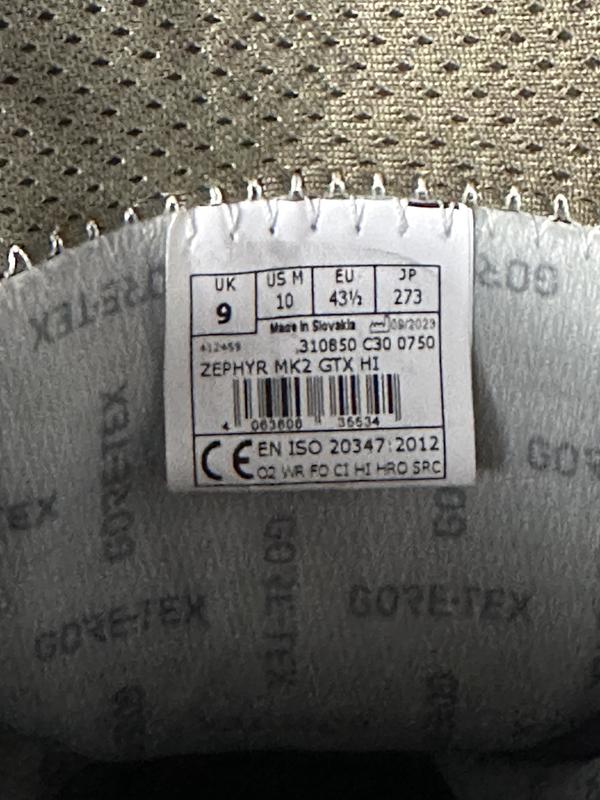 UK US M EU JP
9 10 43½ 273
Made in Slovakia 09/2023
412459 310850 C30 0750
ZEPHYR MK2 GTX HI
4 063606 35534
CE EN ISO 20347:2012
O2 WR FO CI HI HRO SRC
GORE-TEX
GORE-TEX
GORE-TEX
GORE-TEX
GORE-TEX